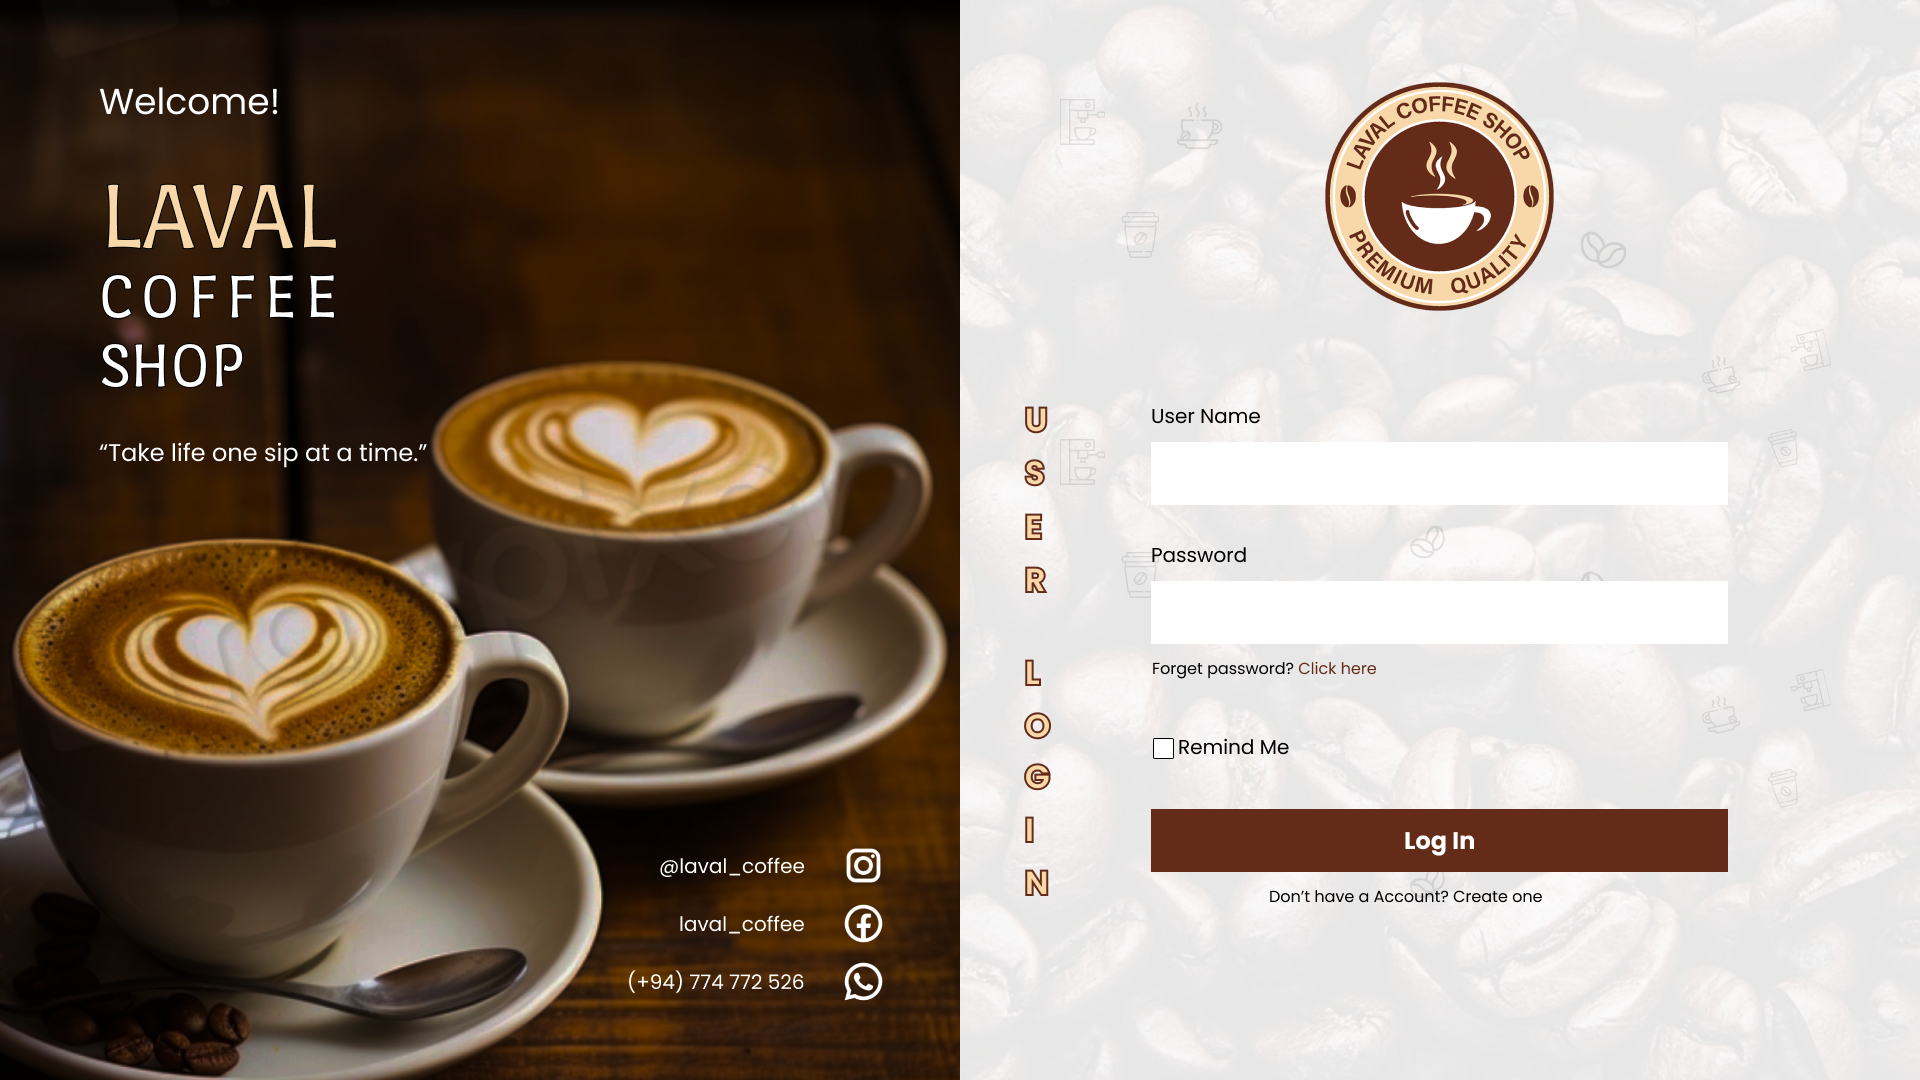 Welcome!
LAVAL
COFFEE
SHOP
“Take life one sip at a time.”
@laval_coffee
laval_coffee
(+94) 774 772 526
LAVAL COFFEE SHOP
PREMIUM QUALITY
USER LOGIN
User Name
Password
Forget password? Click here
Remind Me
Log In
Don’t have a Account? Create one